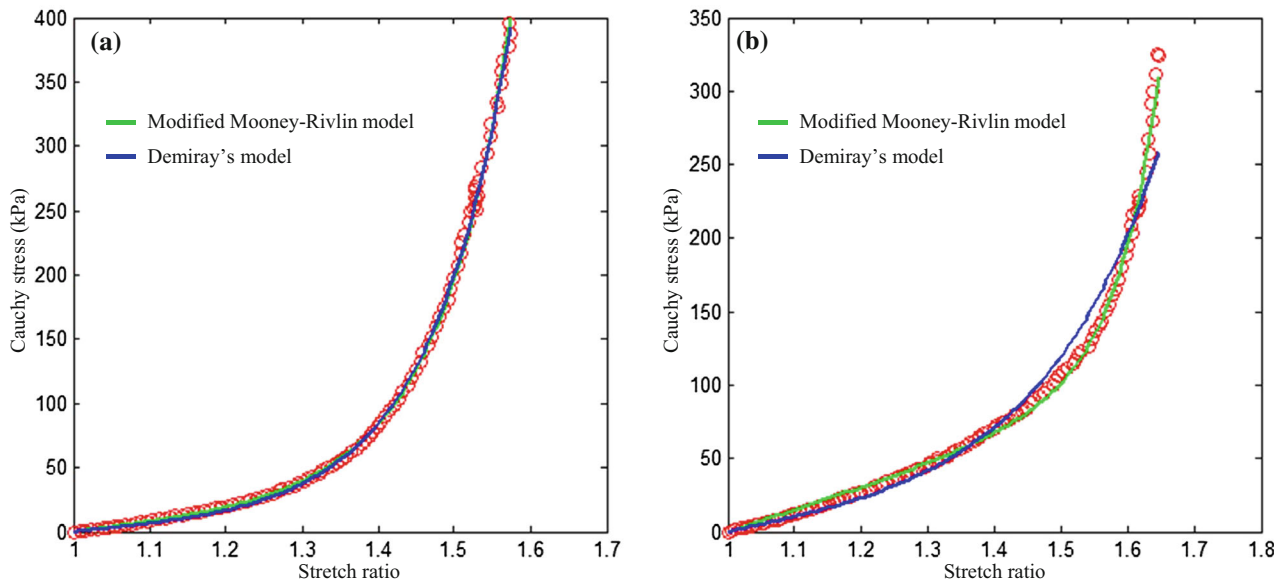 (a)
400
350
300
250
200
150
100
50
0
Cauchy stress (kPa)
Modified Mooney-Rivlin model
Demiray's model
1 1.1 1.2 1.3 1.4 1.5 1.6 1.7
Stretch ratio
(b)
350
300
250
200
150
100
50
0
Cauchy stress (kPa)
Modified Mooney-Rivlin model
Demiray's model
1 1.1 1.2 1.3 1.4 1.5 1.6 1.7 1.8
Stretch ratio